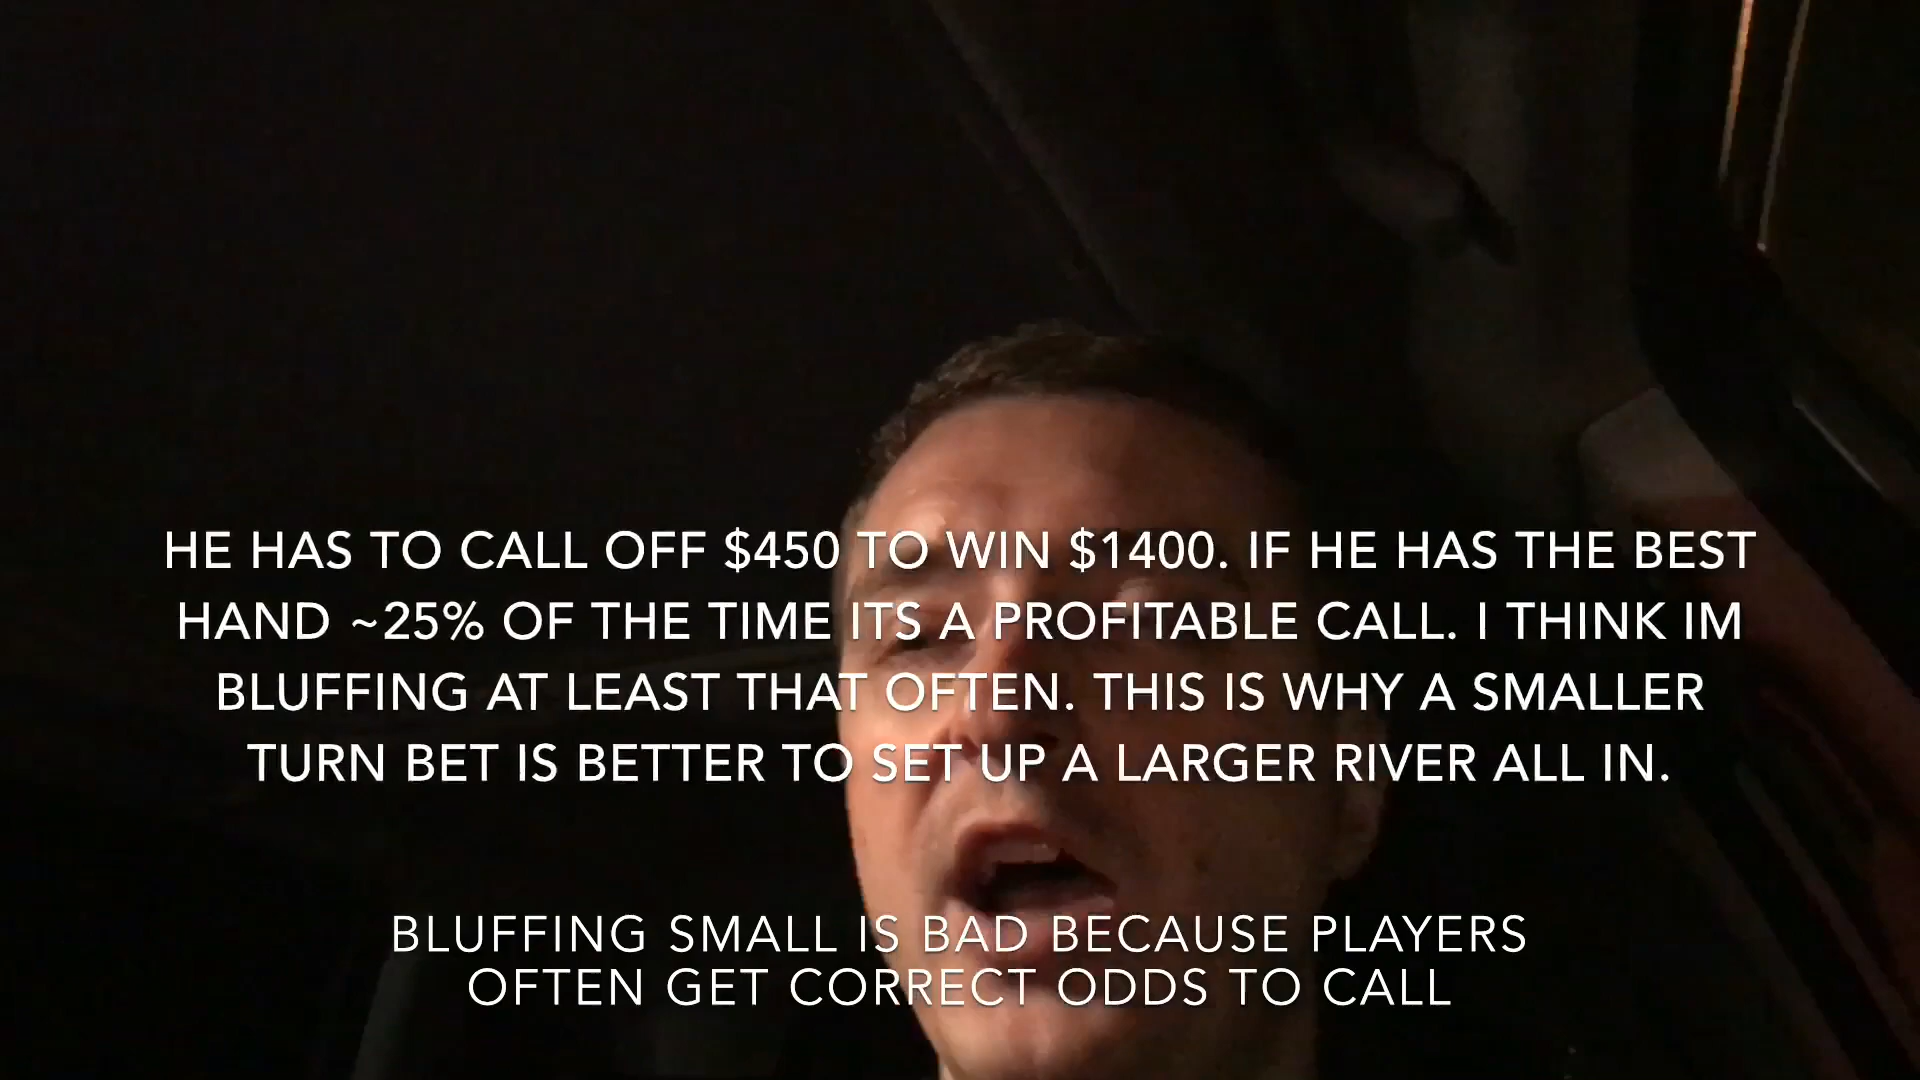 HE HAS TO CALL OFF $450 TO WIN $1400. IF HE HAS THE BEST
HAND ~25% OF THE TIME ITS A PROFITABLE CALL. I THINK IM
BLUFFING AT LEAST THAT OFTEN. THIS IS WHY A SMALLER
TURN BET IS BETTER TO SET UP A LARGER RIVER ALL IN.
BLUFFING SMALL IS BAD BECAUSE PLAYERS
OFTEN GET CORRECT ODDS TO CALL